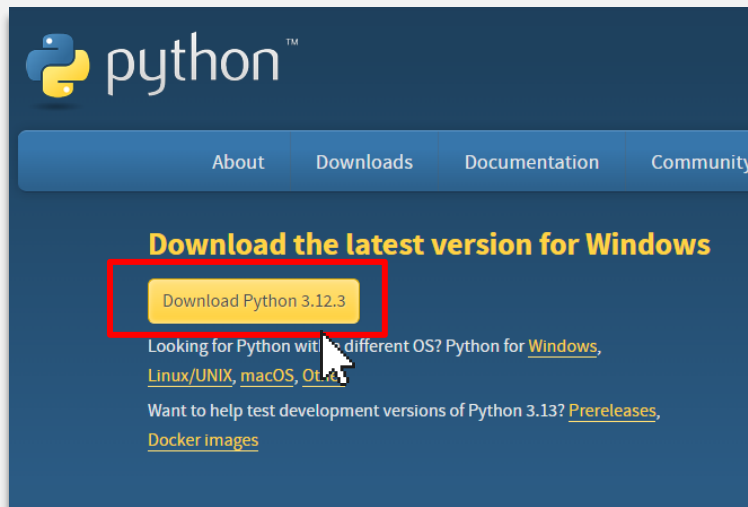 python™
About Downloads Documentation Community
Download the latest version for Windows
Download Python 3.12.3
Looking for Python with different OS? Python for Windows,
Linux/UNIX, macOS, Other
Want to help test development versions of Python 3.13? Prereleases,
Docker images